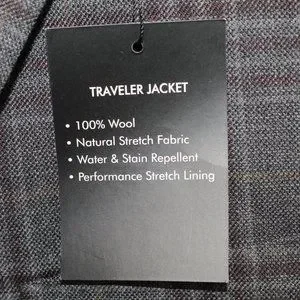 TRAVELER JACKET
• 100% Wool
• Natural Stretch Fabric
• Water & Stain Repellent
• Performance Stretch Lining